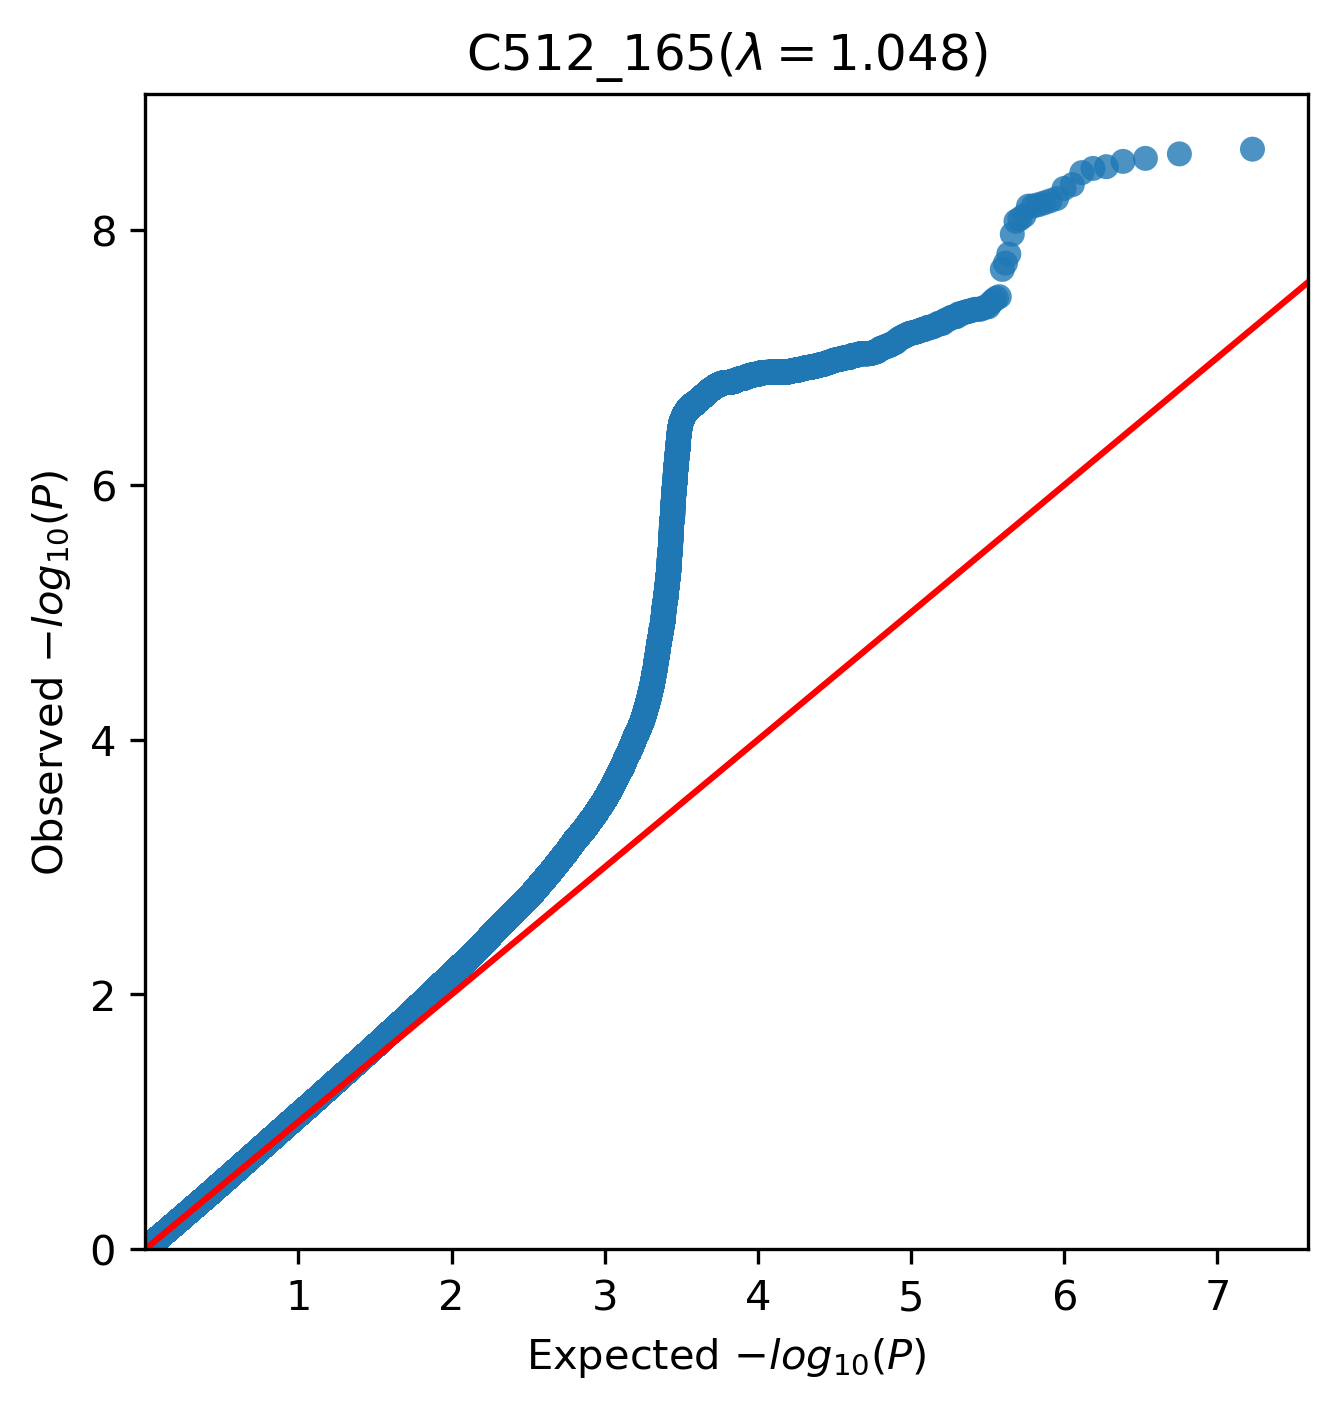 C512_165(λ = 1.048)
Observed −log₁₀(P)
8
6
4
2
0
1 2 3 4 5 6 7
Expected −log₁₀(P)